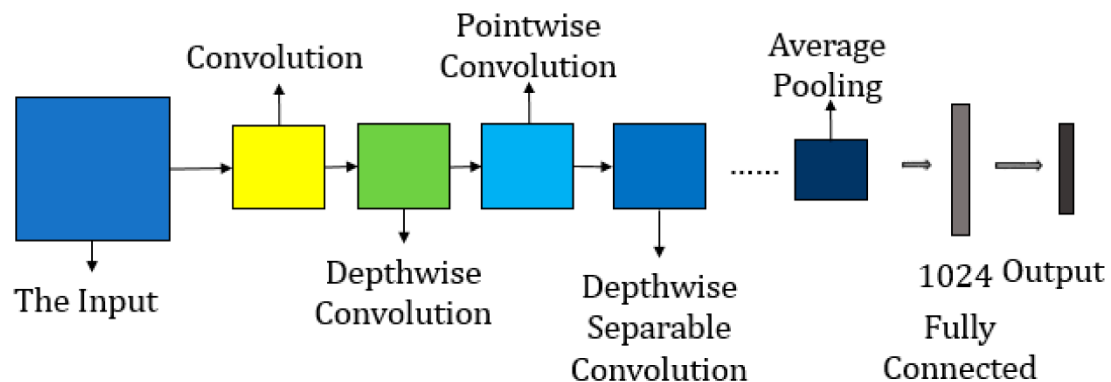 Convolution
Pointwise
Convolution
Average
Pooling
The Input
Depthwise
Convolution
Depthwise
Separable
Convolution
......
1024
Fully
Connected
Output